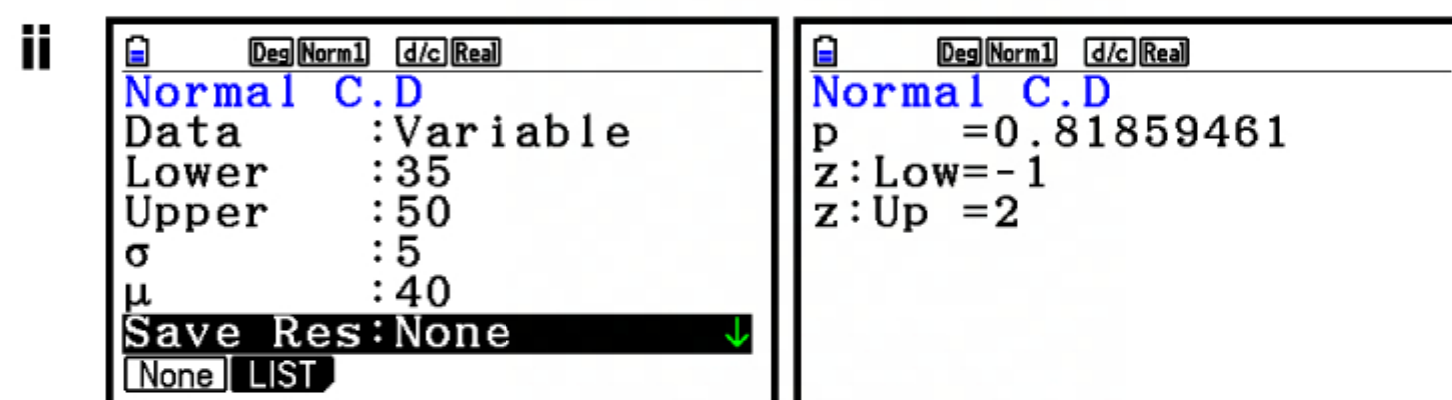 ii
Deg Norm1 d/c Real
Normal C.D
Data :Variable
Lower :35
Upper :50
σ :5
μ :40
Save Res:None ↓
None LIST
Deg Norm1 d/c Real
Normal C.D
p =0.81859461
z:Low=-1
z:Up =2